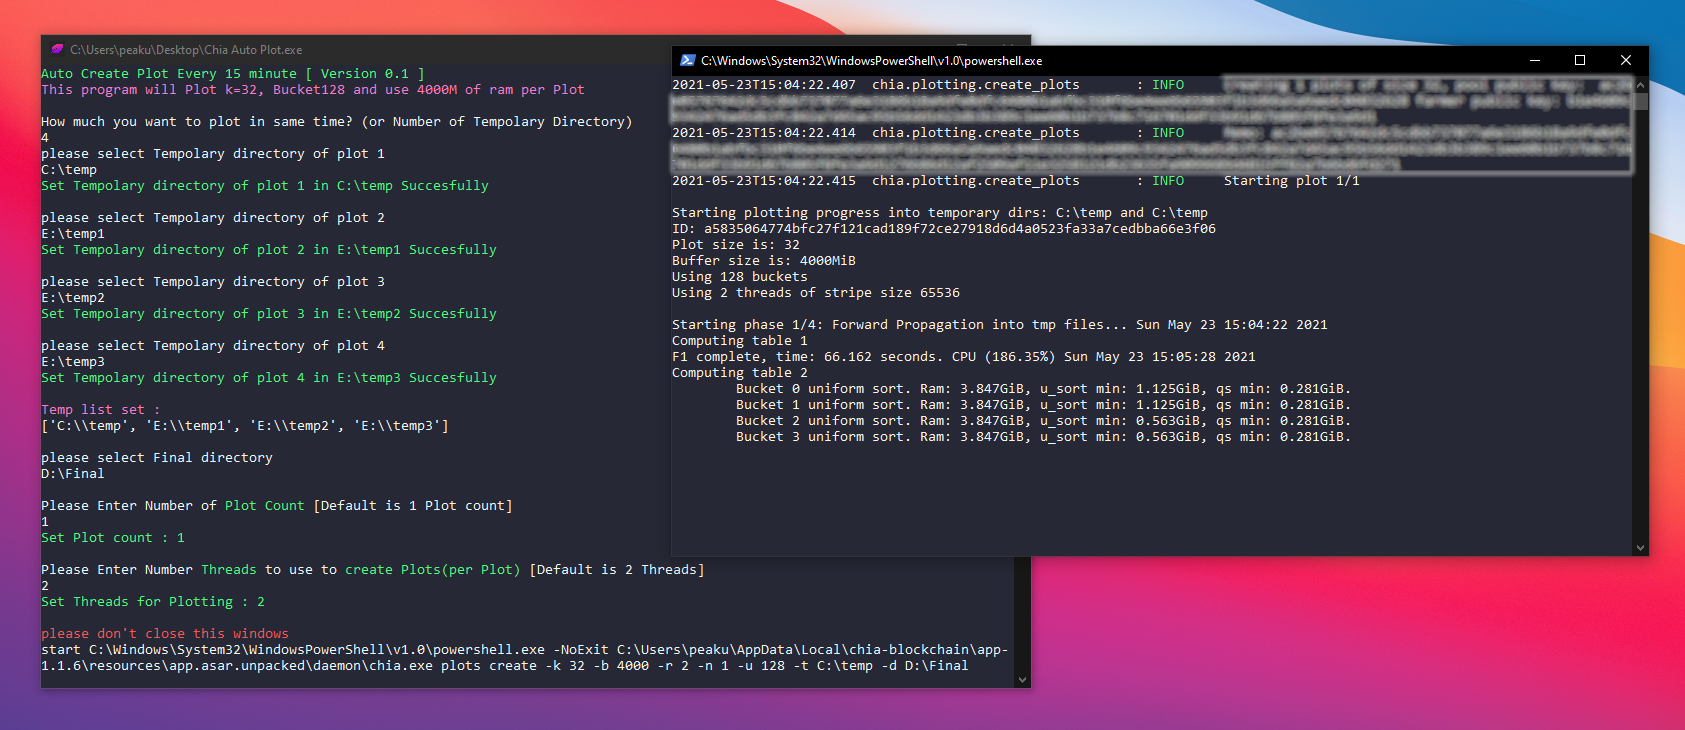 C:\Users\peaku\Desktop\Chia Auto Plot.exe
Auto Create Plot Every 15 minute [ Version 0.1 ]
This program will Plot k=32, Bucket128 and use 4000M of ram per Plot
How much you want to plot in same time? (or Number of Tempolary Directory)
4
please select Tempolary directory of plot 1
C:\temp
Set Tempolary directory of plot 1 in C:\temp Succesfully
please select Tempolary directory of plot 2
E:\temp1
Set Tempolary directory of plot 2 in E:\temp1 Succesfully
please select Tempolary directory of plot 3
E:\temp2
Set Tempolary directory of plot 3 in E:\temp2 Succesfully
please select Tempolary directory of plot 4
E:\temp3
Set Tempolary directory of plot 4 in E:\temp3 Succesfully
Temp list set :
['C:\\temp', 'E:\\temp1', 'E:\\temp2', 'E:\\temp3']
please select Final directory
D:\Final
Please Enter Number of Plot Count [Default is 1 Plot count]
1
Set Plot count : 1
Please Enter Number Threads to use to create Plots(per Plot) [Default is 2 Threads]
2
Set Threads for Plotting : 2
please don't close this windows
start C:\Windows\System32\WindowsPowerShell\v1.0\powershell.exe -NoExit C:\Users\peaku\AppData\Local\chia-blockchain\app-
1.1.6\resources\app.asar.unpacked\daemon\chia.exe plots create -k 32 -b 4000 -r 2 -n 1 -u 128 -t C:\temp -d D:\Final
C:\Windows\System32\WindowsPowerShell\v1.0\powershell.exe
2021-05-23T15:04:22.407 chia.plotting.create_plots : INFO
2021-05-23T15:04:22.414 chia.plotting.create_plots : INFO
2021-05-23T15:04:22.415 chia.plotting.create_plots : INFO Starting plot 1/1
Starting plotting progress into temporary dirs: C:\temp and C:\temp
ID: a5835064774bfc27f121cad189f72ce27918d6d4a0523fa33a7cedbba66e3f06
Plot size is: 32
Buffer size is: 4000MiB
Using 128 buckets
Using 2 threads of stripe size 65536
Starting phase 1/4: Forward Propagation into tmp files... Sun May 23 15:04:22 2021
Computing table 1
F1 complete, time: 66.162 seconds. CPU (186.35%) Sun May 23 15:05:28 2021
Computing table 2
Bucket 0 uniform sort. Ram: 3.847GiB, u_sort min: 1.125GiB, qs min: 0.281GiB.
Bucket 1 uniform sort. Ram: 3.847GiB, u_sort min: 1.125GiB, qs min: 0.281GiB.
Bucket 2 uniform sort. Ram: 3.847GiB, u_sort min: 0.563GiB, qs min: 0.281GiB.
Bucket 3 uniform sort. Ram: 3.847GiB, u_sort min: 0.563GiB, qs min: 0.281GiB.